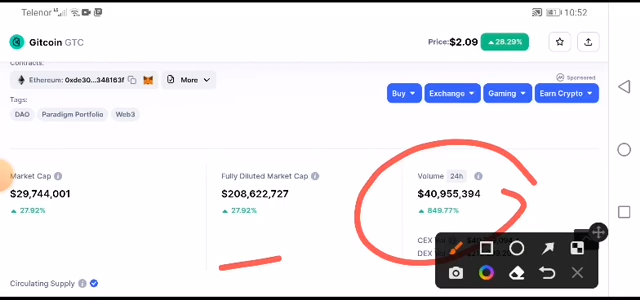 Telenor
10:52
Gitcoin GTC
Price: $2.09 28.29%
Contracts:
Ethereum: 0xde30...348163f More
Sponsored
Buy Exchange Gaming Earn Crypto
Tags:
DAO Paradigm Portfolio Web3
Market Cap Fully Diluted Market Cap Volume 24h
$29,744,001 $208,622,727 $40,955,394
27.92% 27.92% 849.77%
CEX
DEX
Circulating Supply